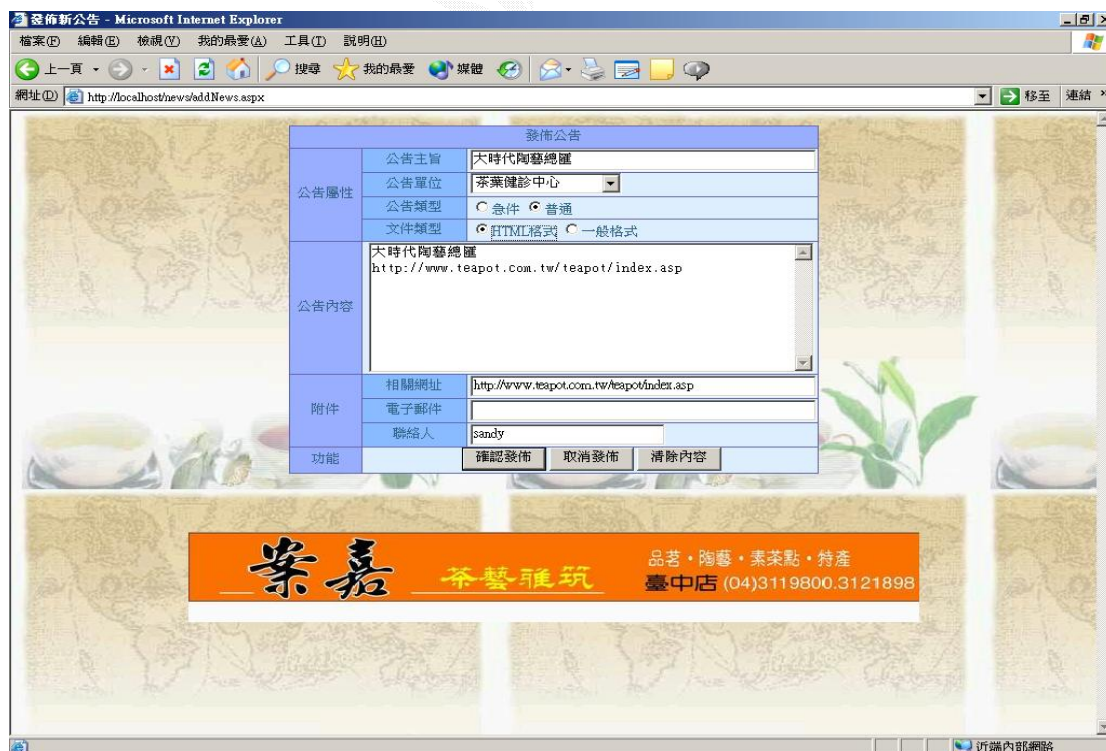 發佈新公告 - Microsoft Internet Explorer
檔案(F) 編輯(E) 檢視(V) 我的最愛(A) 工具(T) 說明(H)
上一頁 搜尋 我的最愛 媒體
網址(D) http://localhost/news/addNews.aspx 移至 連結 »
發佈公告
公告屬性
公告主旨 大時代陶藝總匯
公告單位 茶葉健診中心
公告類型 急件 普通
文件類型 HTML格式 一般格式
公告內容
大時代陶藝總匯
http://www.teapot.com.tw/teapot/index.asp
附件
相關網址 http://www.teapot.com.tw/teapot/index.asp
電子郵件
聯絡人 sandy
功能 確認發佈 取消發佈 清除內容
案嘉 茶藝雅筑
品茗・陶藝・素茶點・特產
臺中店 (04)3119800.3121898
近端內部網路